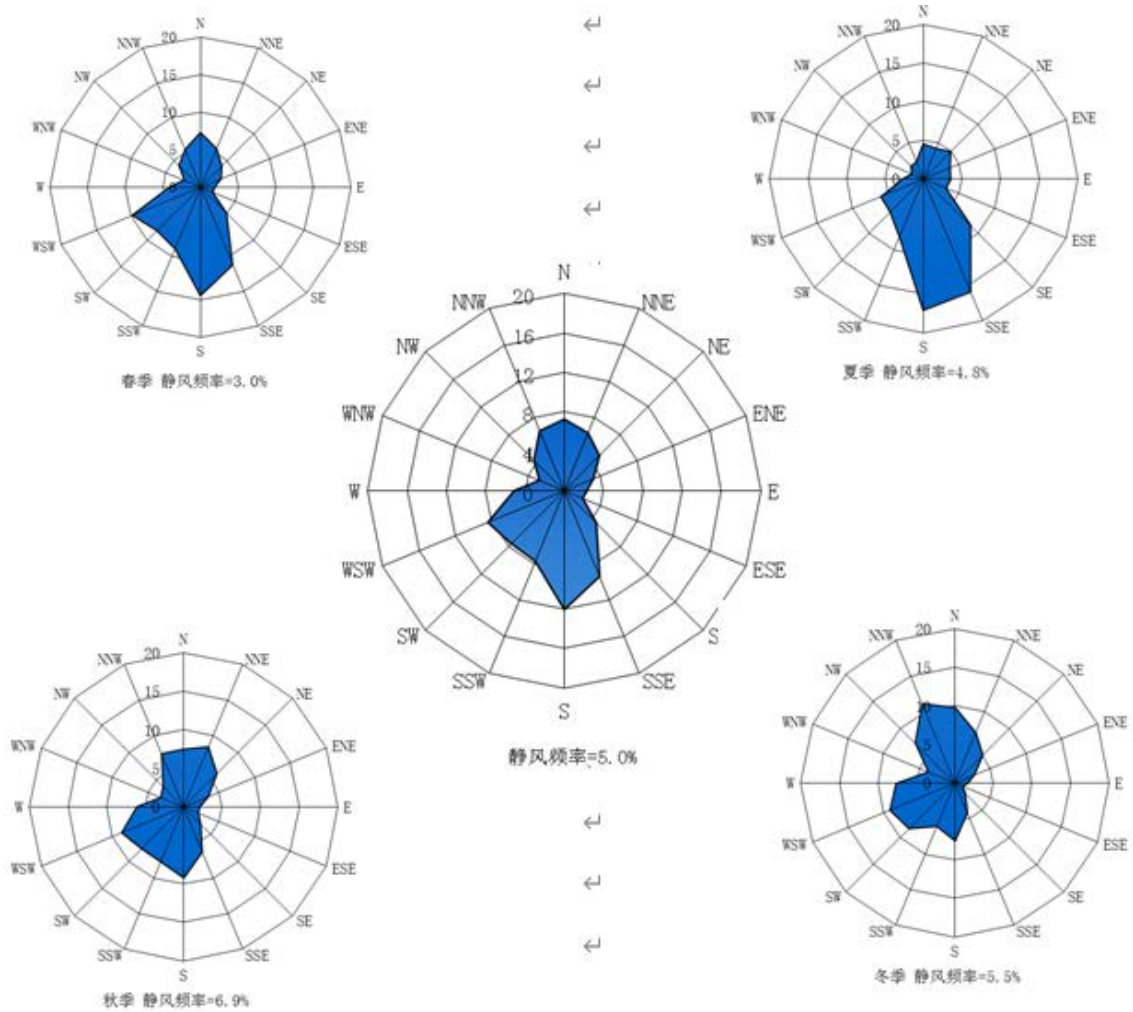 N
NNW 20 NNE
NW 15 NE
10
WNW 5 ENE
W 0 E
WSW ESE
SW SE
SSW SSE
S
春季 静风频率=3.0%
N
NNW 20 NNE
NW 15 NE
10
WNW 5 ENE
W 0 E
WSW ESE
SW SE
SSW SSE
S
夏季 静风频率=4.8%
N
NNW 20 NNE
16
NW NE
12
WNW 8 ENE
4
W 0 E
WSW ESE
SW S
SSW SSE
S
静风频率=5.0%
N
NNW 20 NNE
NW 15 NE
10
WNW 5 ENE
W 0 E
WSW ESE
SW SE
SSW SSE
S
秋季 静风频率=6.9%
N
NNW 20 NNE
NW 15 NE
10
WNW 5 ENE
W 0 E
WSW ESE
SW SE
SSW SSE
S
冬季 静风频率=5.5%